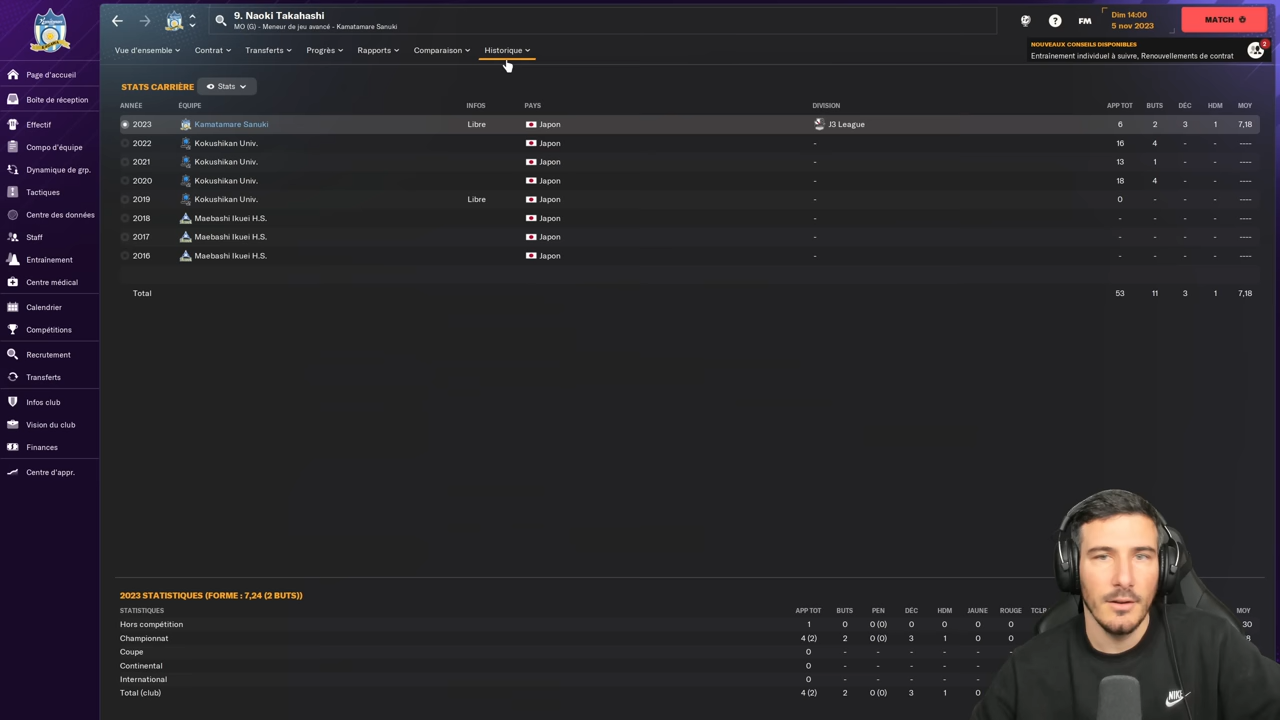 9. Naoki Takahashi
MO (G) - Meneur de jeu avancé - Kamatamare Sanuki
FM
Dim 14:00
5 nov 2023
MATCH
Vue d'ensemble
Contrat
Transferts
Progrès
Rapports
Comparaison
Historique
NOUVEAUX CONSEILS DISPONIBLES
Entraînement individuel à suivre, Renouvellements de contrat
2
Page d'accueil
Boîte de réception
Effectif
Compo d'équipe
Dynamique de grp.
Tactiques
Centre des données
Staff
Entraînement
Centre médical
Calendrier
Compétitions
Recrutement
Transferts
Infos club
Vision du club
Finances
Centre d'appr.
STATS CARRIÈRE
Stats
ANNÉE ÉQUIPE INFOS PAYS DIVISION APP TOT BUTS DÉC HDM MOY
2023 Kamatamare Sanuki Libre Japon J3 League 6 2 3 1 7,18
2022 Kokushikan Univ. Japon - 16 4 - - ----
2021 Kokushikan Univ. Japon - 13 1 - - ----
2020 Kokushikan Univ. Japon - 18 4 - - ----
2019 Kokushikan Univ. Libre Japon - 0 - - - ----
2018 Maebashi Ikuei H.S. Japon - - - - - ----
2017 Maebashi Ikuei H.S. Japon - - - - - ----
2016 Maebashi Ikuei H.S. Japon - - - - - ----
Total 53 11 3 1 7,18
2023 STATISTIQUES (FORME : 7,24 (2 BUTS))
STATISTIQUES APP TOT BUTS PEN DÉC HDM JAUNE ROUGE TCLP MOY
Hors compétition 1 0 0 (0) 0 0 0 0 30
Championnat 4 (2) 2 0 (0) 3 1 0 0 8
Coupe 0 - - - - - -
Continental 0 - - - - - -
International 0 - - - - - -
Total (club) 4 (2) 2 0 (0) 3 1 0
NIKE